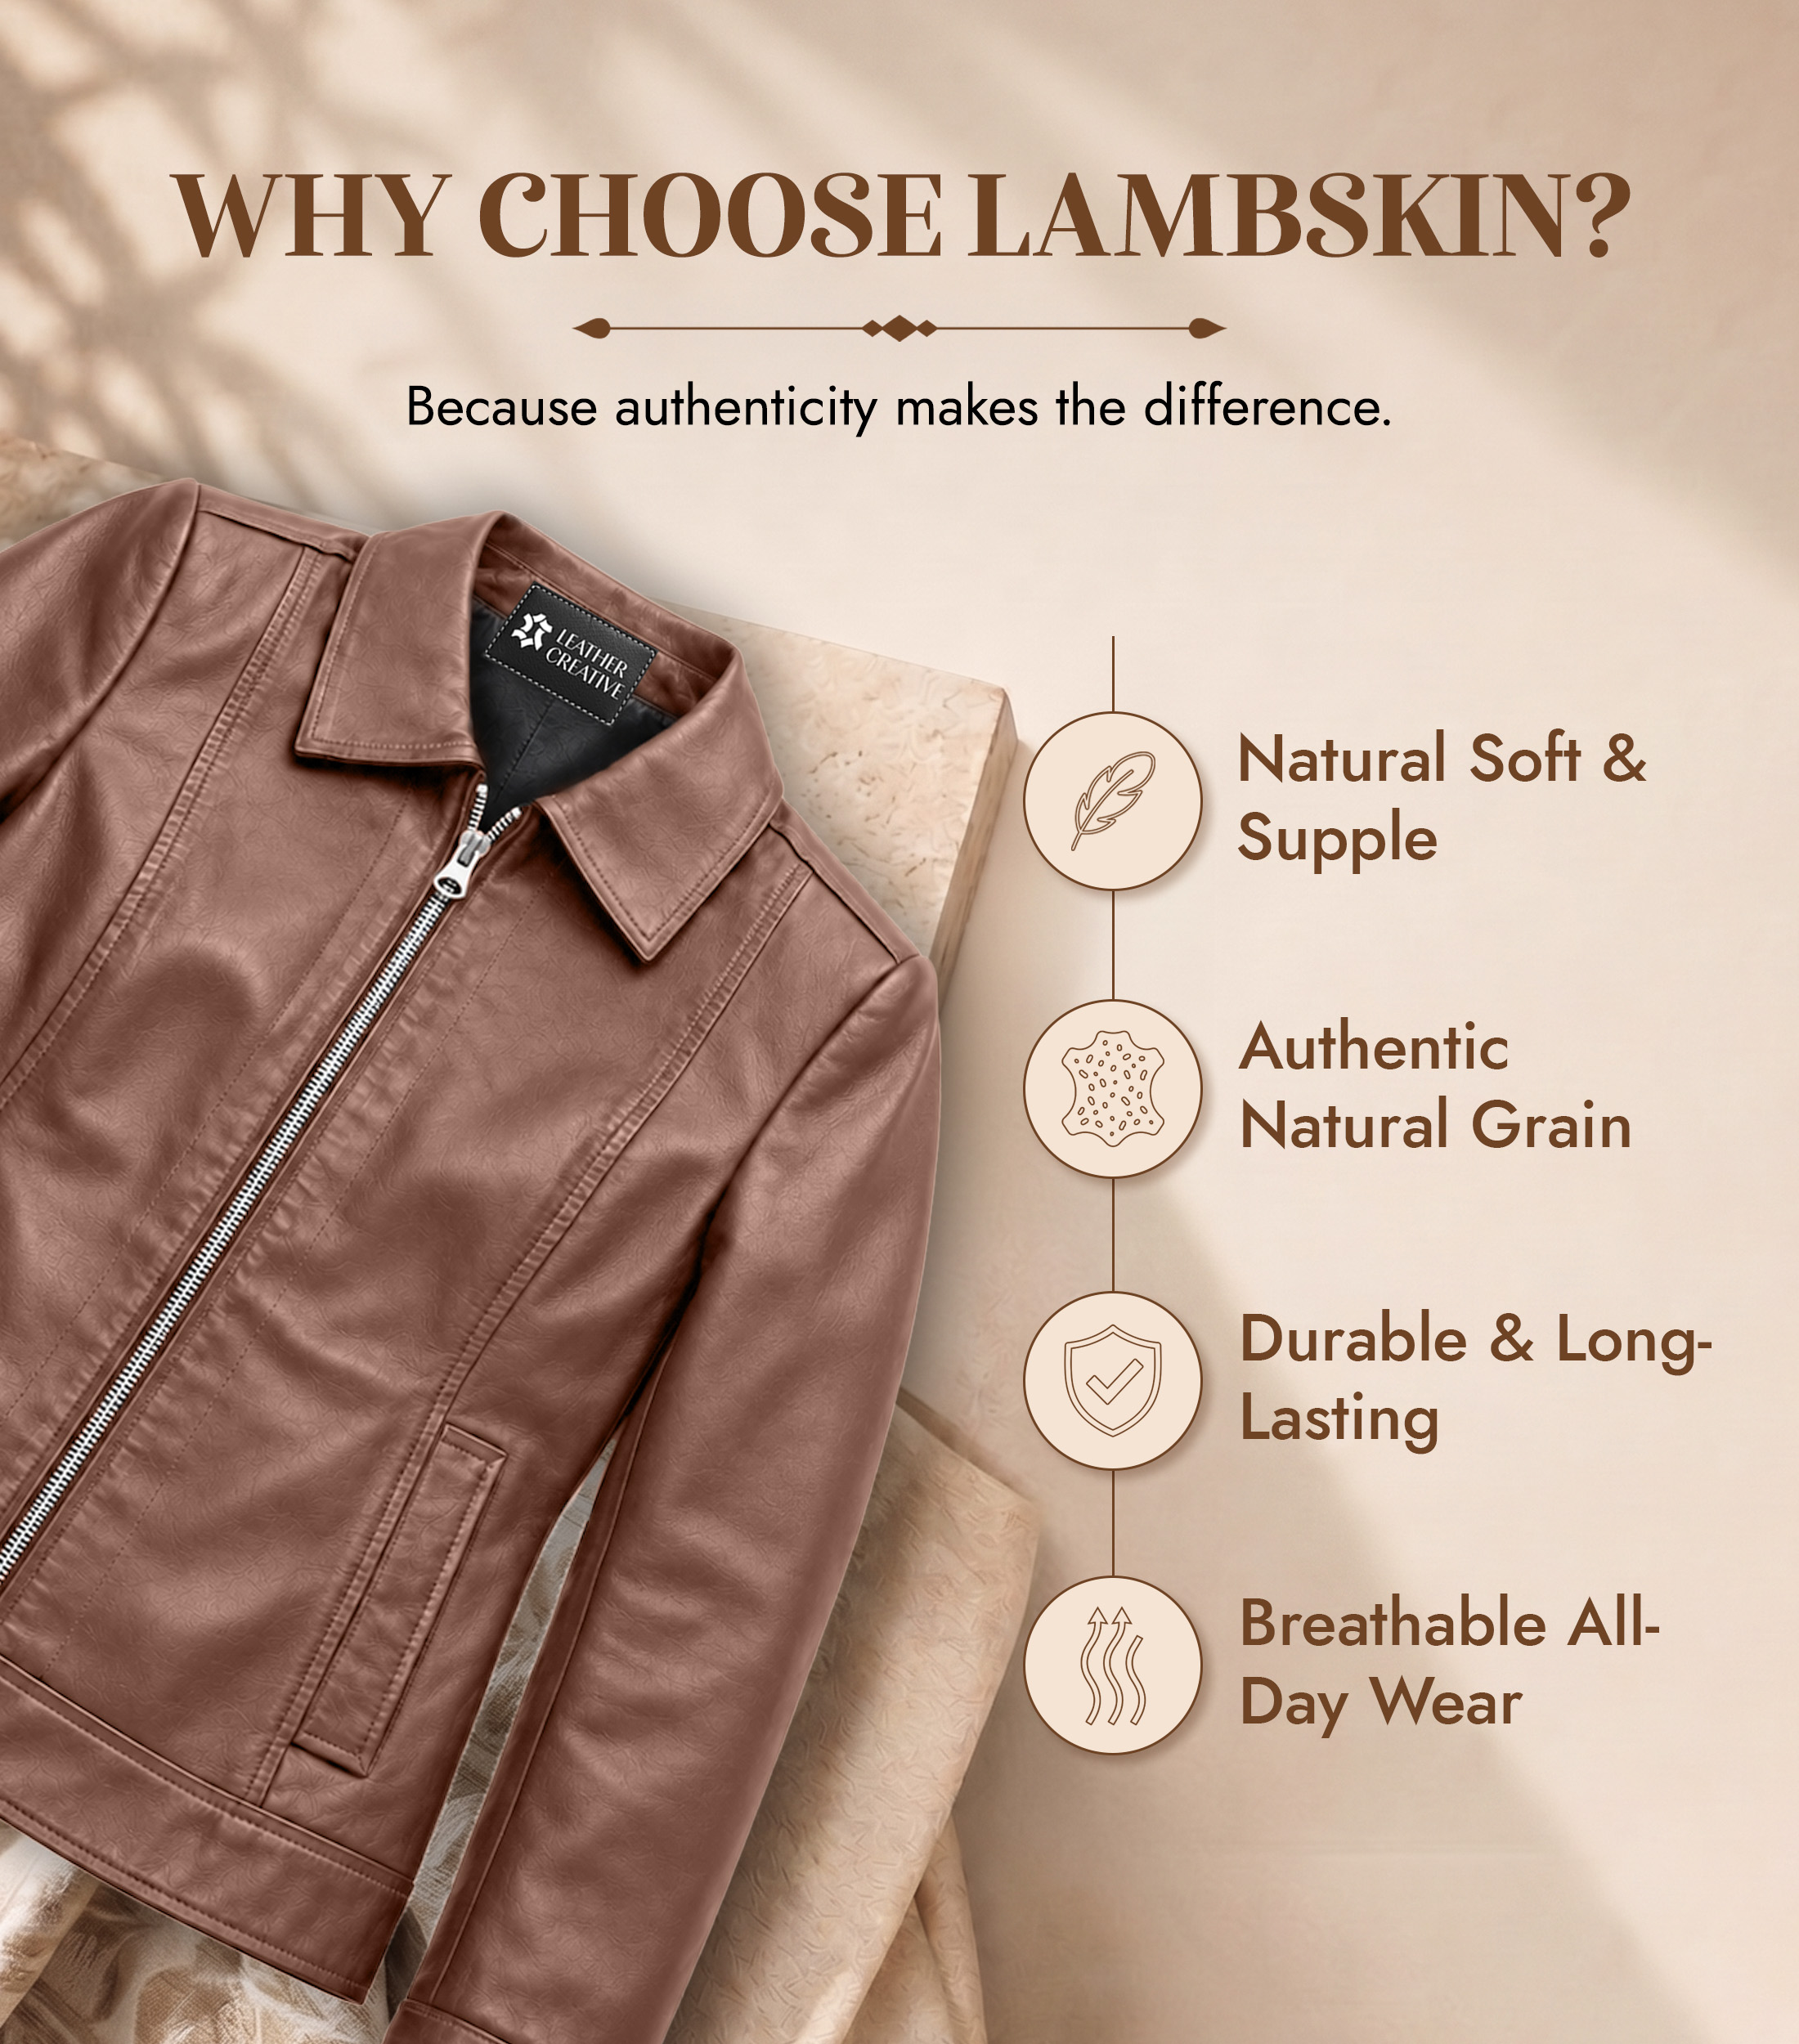 WHY CHOOSE LAMBSKIN?
Because authenticity makes the difference.
LEATHER
CREATIVE
Natural Soft &
Supple
Authentic
Natural Grain
Durable & Long-
Lasting
Breathable All-
Day Wear